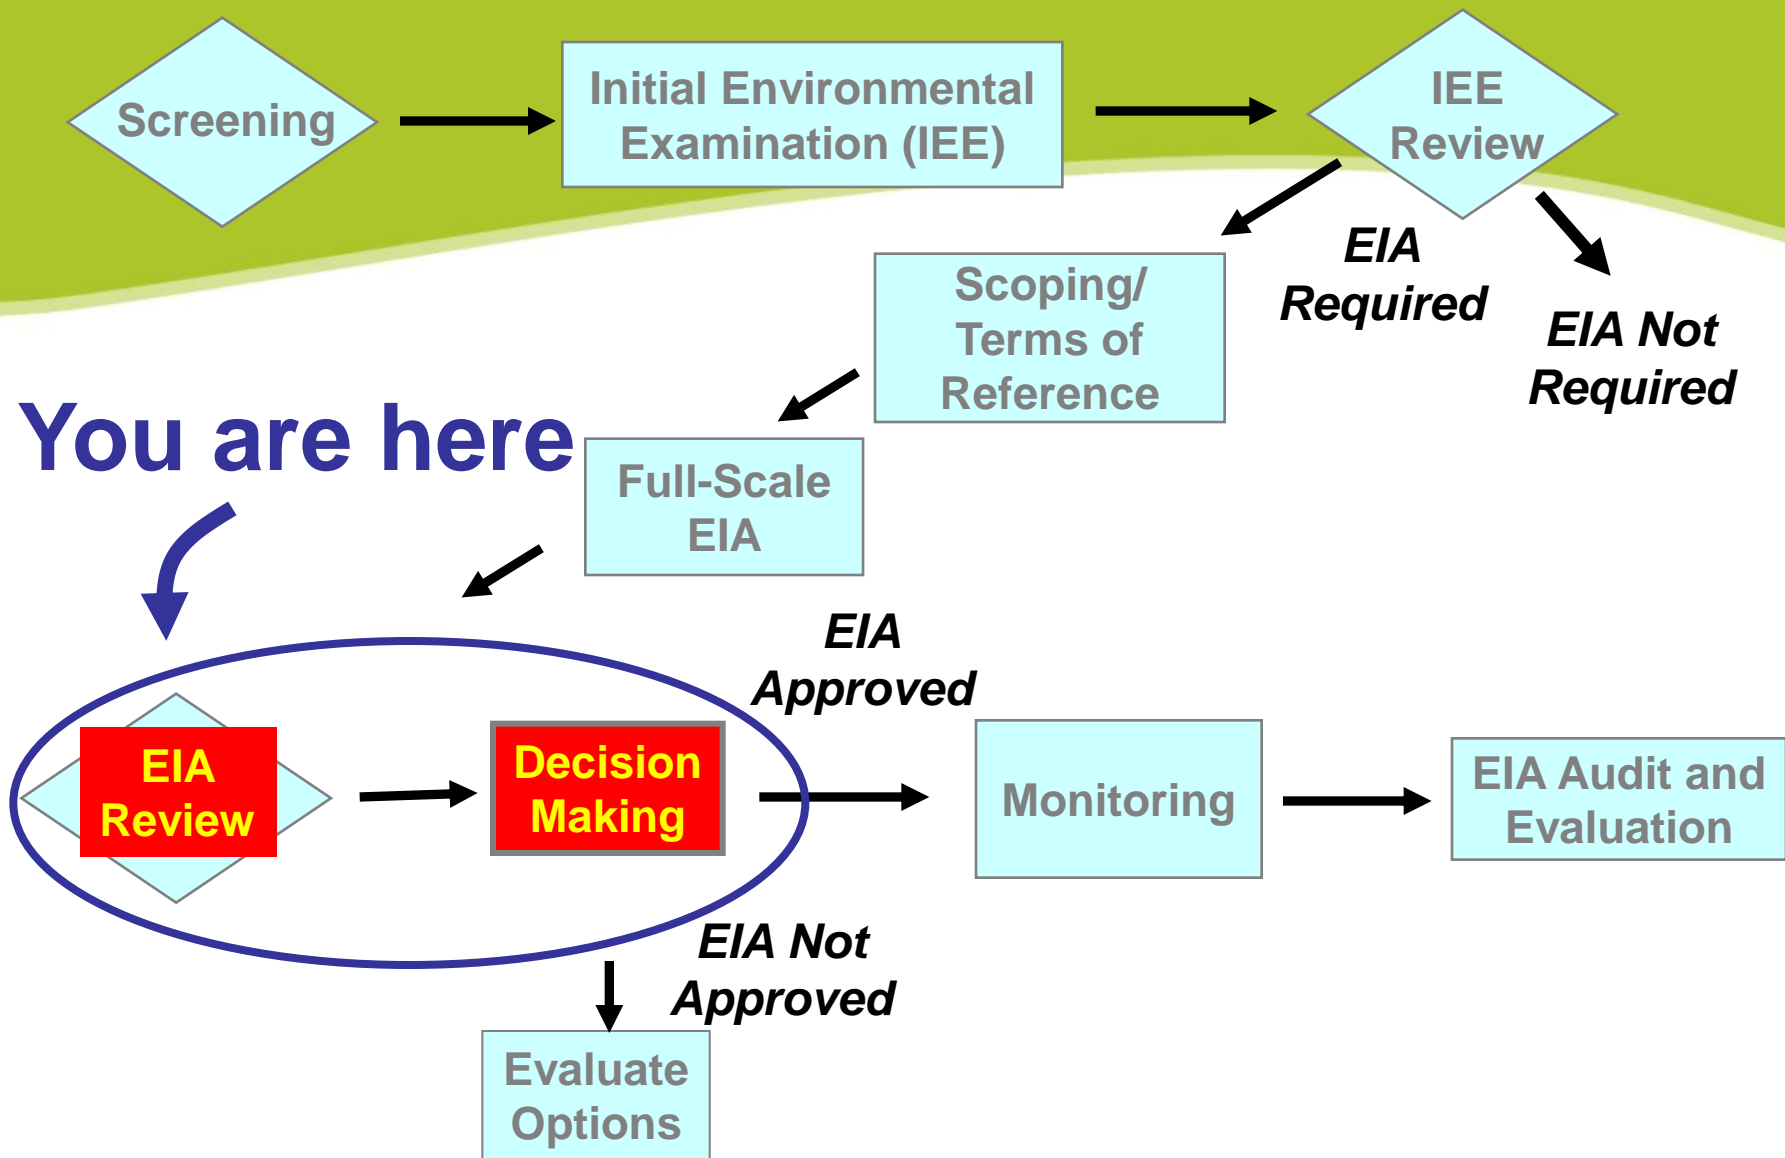 Screening
Initial Environmental
Examination (IEE)
IEE
Review
EIA
Required
EIA Not
Required
Scoping/
Terms of
Reference
You are here
Full-Scale
EIA
EIA
Approved
EIA
Review
Decision
Making
Monitoring
EIA Audit and
Evaluation
EIA Not
Approved
Evaluate
Options